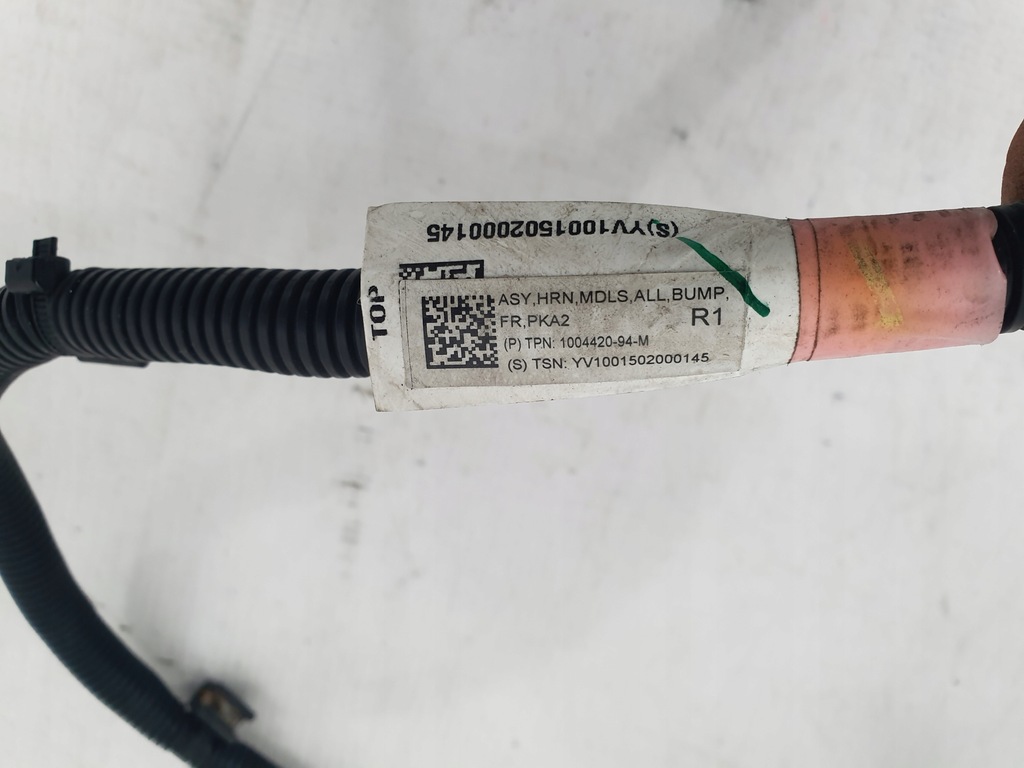 (S)YV1001502000145
TOP
ASY,HRN,MDLS,ALL,BUMP,
FR,PKA2
R1
(P) TPN: 1004420-94-M
(S) TSN: YV1001502000145